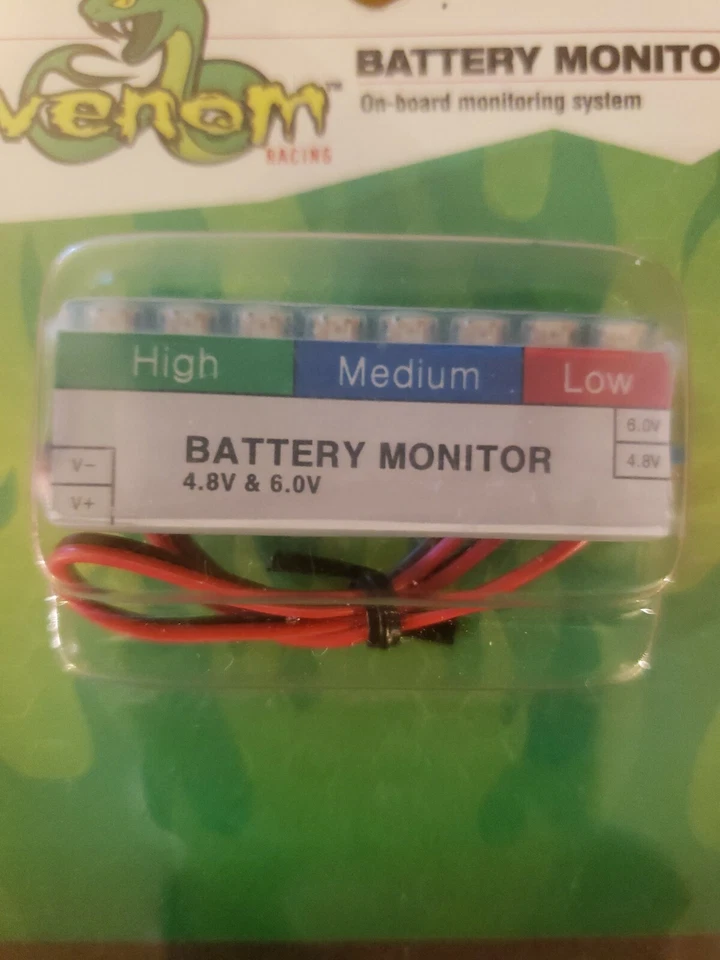 venom™
RACING
BATTERY MONITO
On-board monitoring system
High Medium Low
6.0V
4.8V
BATTERY MONITOR
4.8V & 6.0V
V-
V+